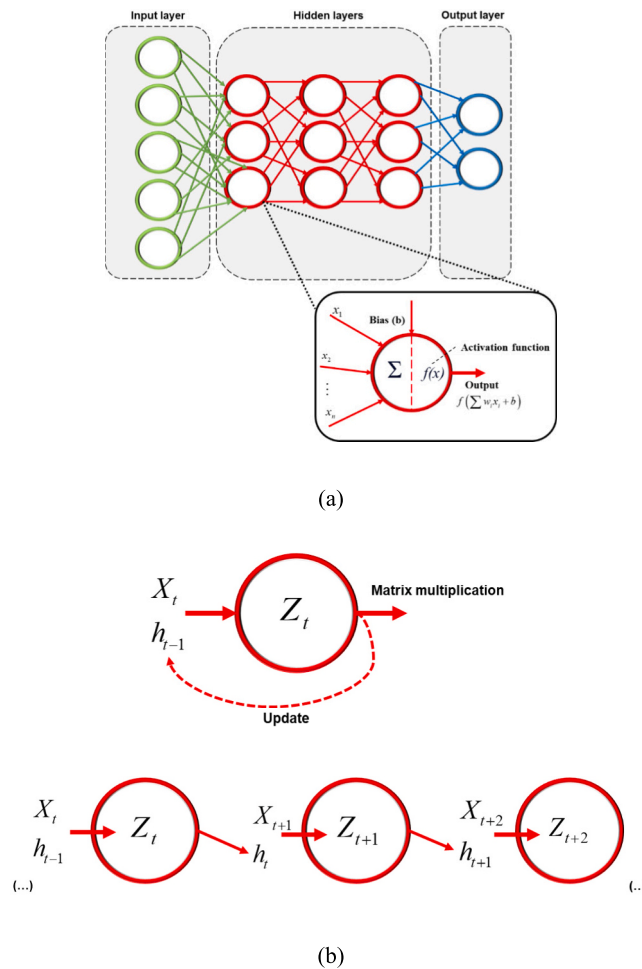 Input layer
Hidden layers
Output layer
x₁
Bias (b)
Activation function
x₂
Σ
f(x)
⋮
Output
f(∑ wᵢxᵢ + b)
xₙ
(a)
Xₜ
Zₜ
Matrix multiplication
hₜ₋₁
Update
Xₜ
Zₜ
Xₜ₊₁
Zₜ₊₁
Xₜ₊₂
Zₜ₊₂
hₜ₋₁
hₜ
hₜ₊₁
(...)
(..
(b)